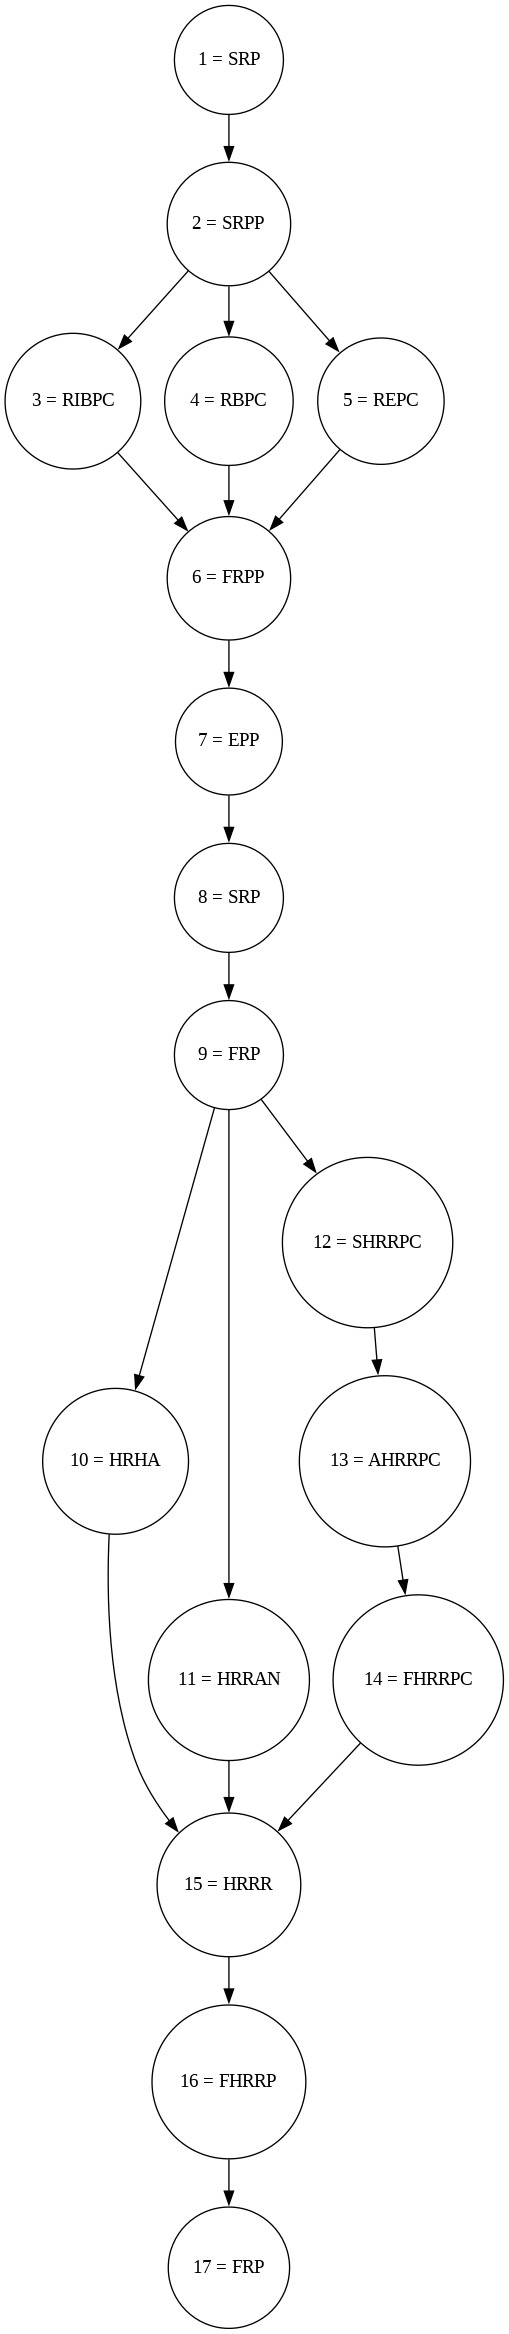 1 = SRP
2 = SRPP
3 = RIBPC
4 = RBPC
5 = REPC
6 = FRPP
7 = EPP
8 = SRP
9 = FRP
12 = SHRRPC
10 = HRHA
13 = AHRRPC
11 = HRRAN
14 = FHRRPC
15 = HRRR
16 = FHRRP
17 = FRP